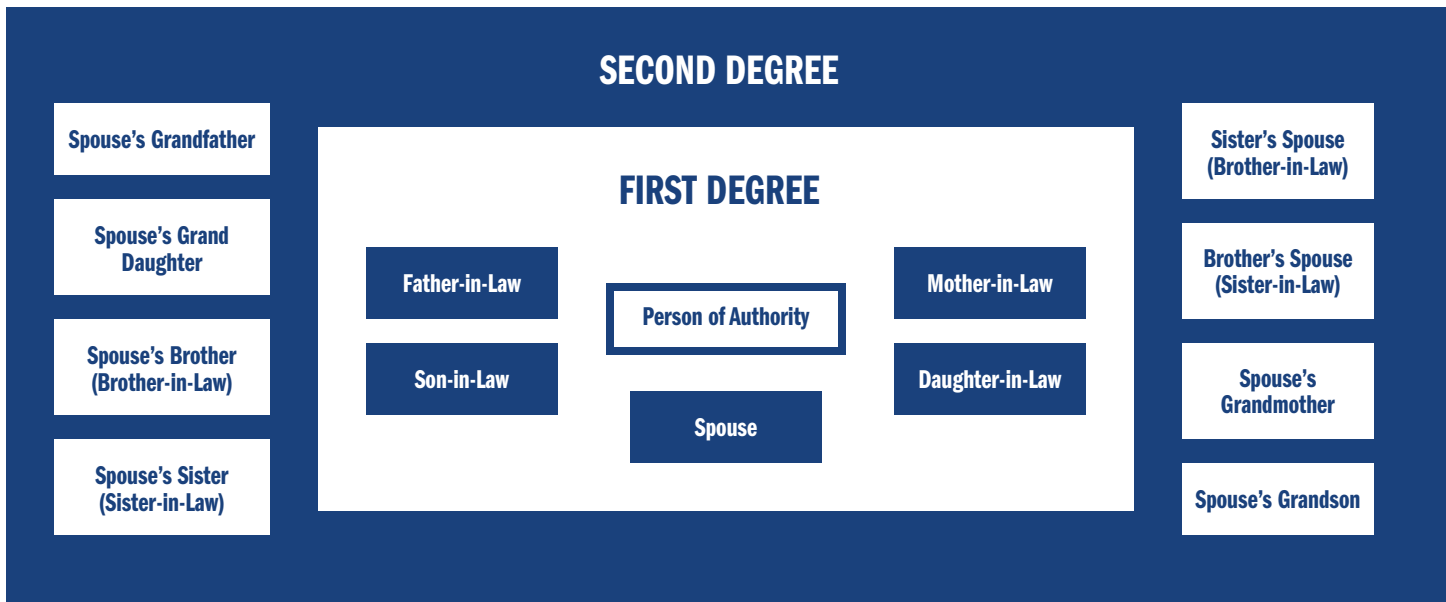 SECOND DEGREE
Spouse’s Grandfather
Spouse’s Grand
Daughter
Spouse’s Brother
(Brother-in-Law)
Spouse’s Sister
(Sister-in-Law)
FIRST DEGREE
Father-in-Law
Son-in-Law
Person of Authority
Spouse
Mother-in-Law
Daughter-in-Law
Sister’s Spouse
(Brother-in-Law)
Brother’s Spouse
(Sister-in-Law)
Spouse’s
Grandmother
Spouse’s Grandson